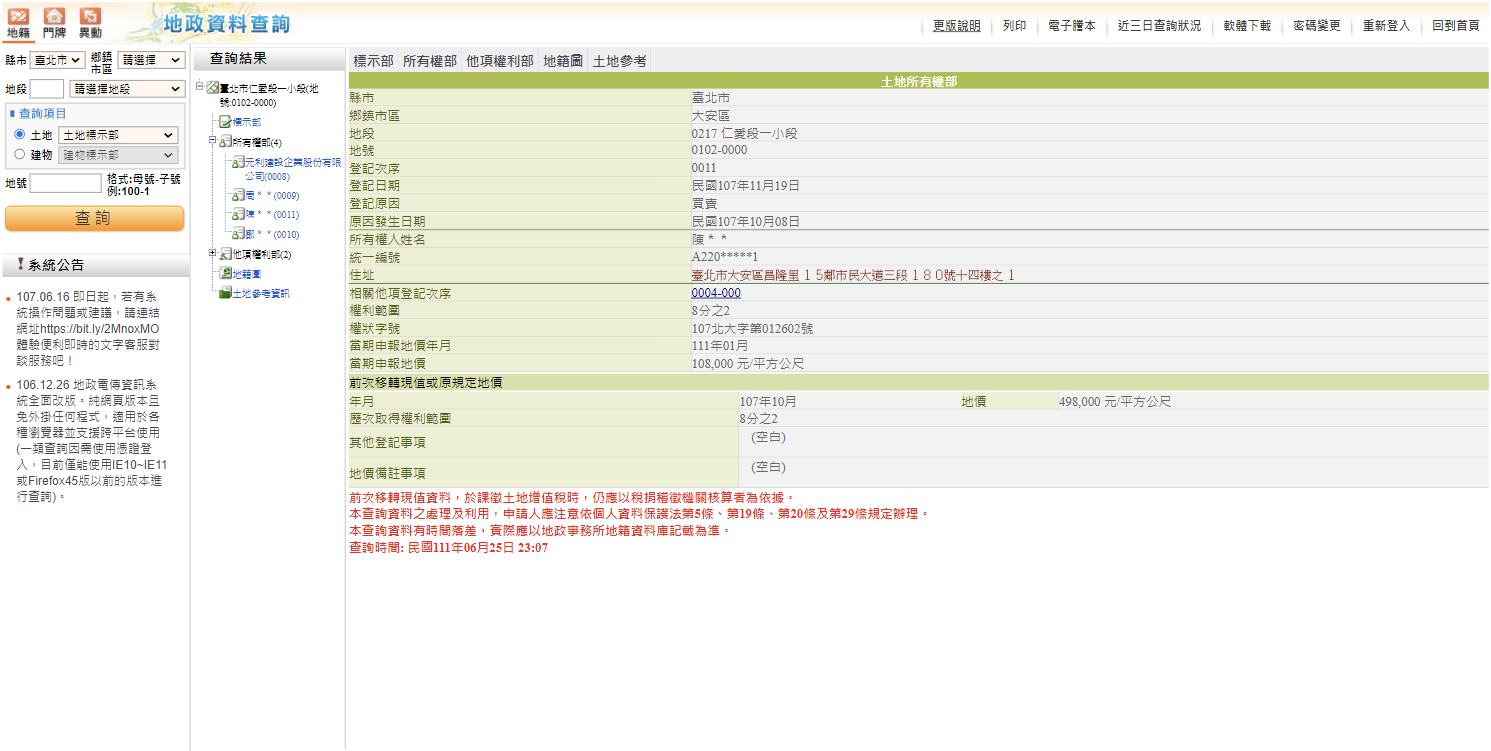 地籍 門牌 異動
地政資料查詢
更版說明 列印 電子謄本 近三日查詢狀況 軟體下載 密碼變更 重新登入 回到首頁
縣市 臺北市 鄉鎮市區 請選擇
地段 請選擇地段
查詢項目
土地 土地標示部
建物 建物標示部
地號 格式:母號-子號
例:100-1
查 詢
系統公告
107.06.16 即日起，若有系
統操作問題或建議，請連結
網址https://bit.ly/2MnoxMO
體驗便利即時的文字客服對
談服務吧！
106.12.26 地政電傳資訊系
統全面改版。純網頁版本且
免外掛任何程式，適用於各
種瀏覽器並支援跨平台使用
(一類查詢因需使用憑證登
入，目前僅能使用IE10~IE11
或Firefox45版以前的版本進
行查詢)。
查詢結果
臺北市仁愛段一小段(地
號:0102-0000)
標示部
所有權部(4)
元利建設企業股份有限
公司(0008)
周＊＊(0009)
陳＊＊(0011)
鄭＊＊(0010)
他項權利部(2)
地籍圖
土地參考資訊
標示部 所有權部 他項權利部 地籍圖 土地參考
土地所有權部
縣市 臺北市
鄉鎮市區 大安區
地段 0217 仁愛段一小段
地號 0102-0000
登記次序 0011
登記日期 民國107年11月19日
登記原因 買賣
原因發生日期 民國107年10月08日
所有權人姓名 陳＊＊
統一編號 A220*****1
住址 臺北市大安區昌隆里１５鄰市民大道三段１８０號十四樓之１
相關他項登記次序 0004-000
權利範圍 8分之2
權狀字號 107北大字第012602號
當期申報地價年月 111年01月
當期申報地價 108,000 元/平方公尺
前次移轉現值或原規定地價
年月 107年10月 地價 498,000 元/平方公尺
歷次取得權利範圍 8分之2
其他登記事項 (空白)
地價備註事項 (空白)
前次移轉現值資料，於課徵土地增值稅時，仍應以稅捐稽徵機關核算者為依據。
本查詢資料之處理及利用，申請人應注意依個人資料保護法第5條、第19條、第20條及第29條規定辦理。
本查詢資料有時間落差，實際應以地政事務所地籍資料庫記載為準。
查詢時間: 民國111年06月25日 23:07